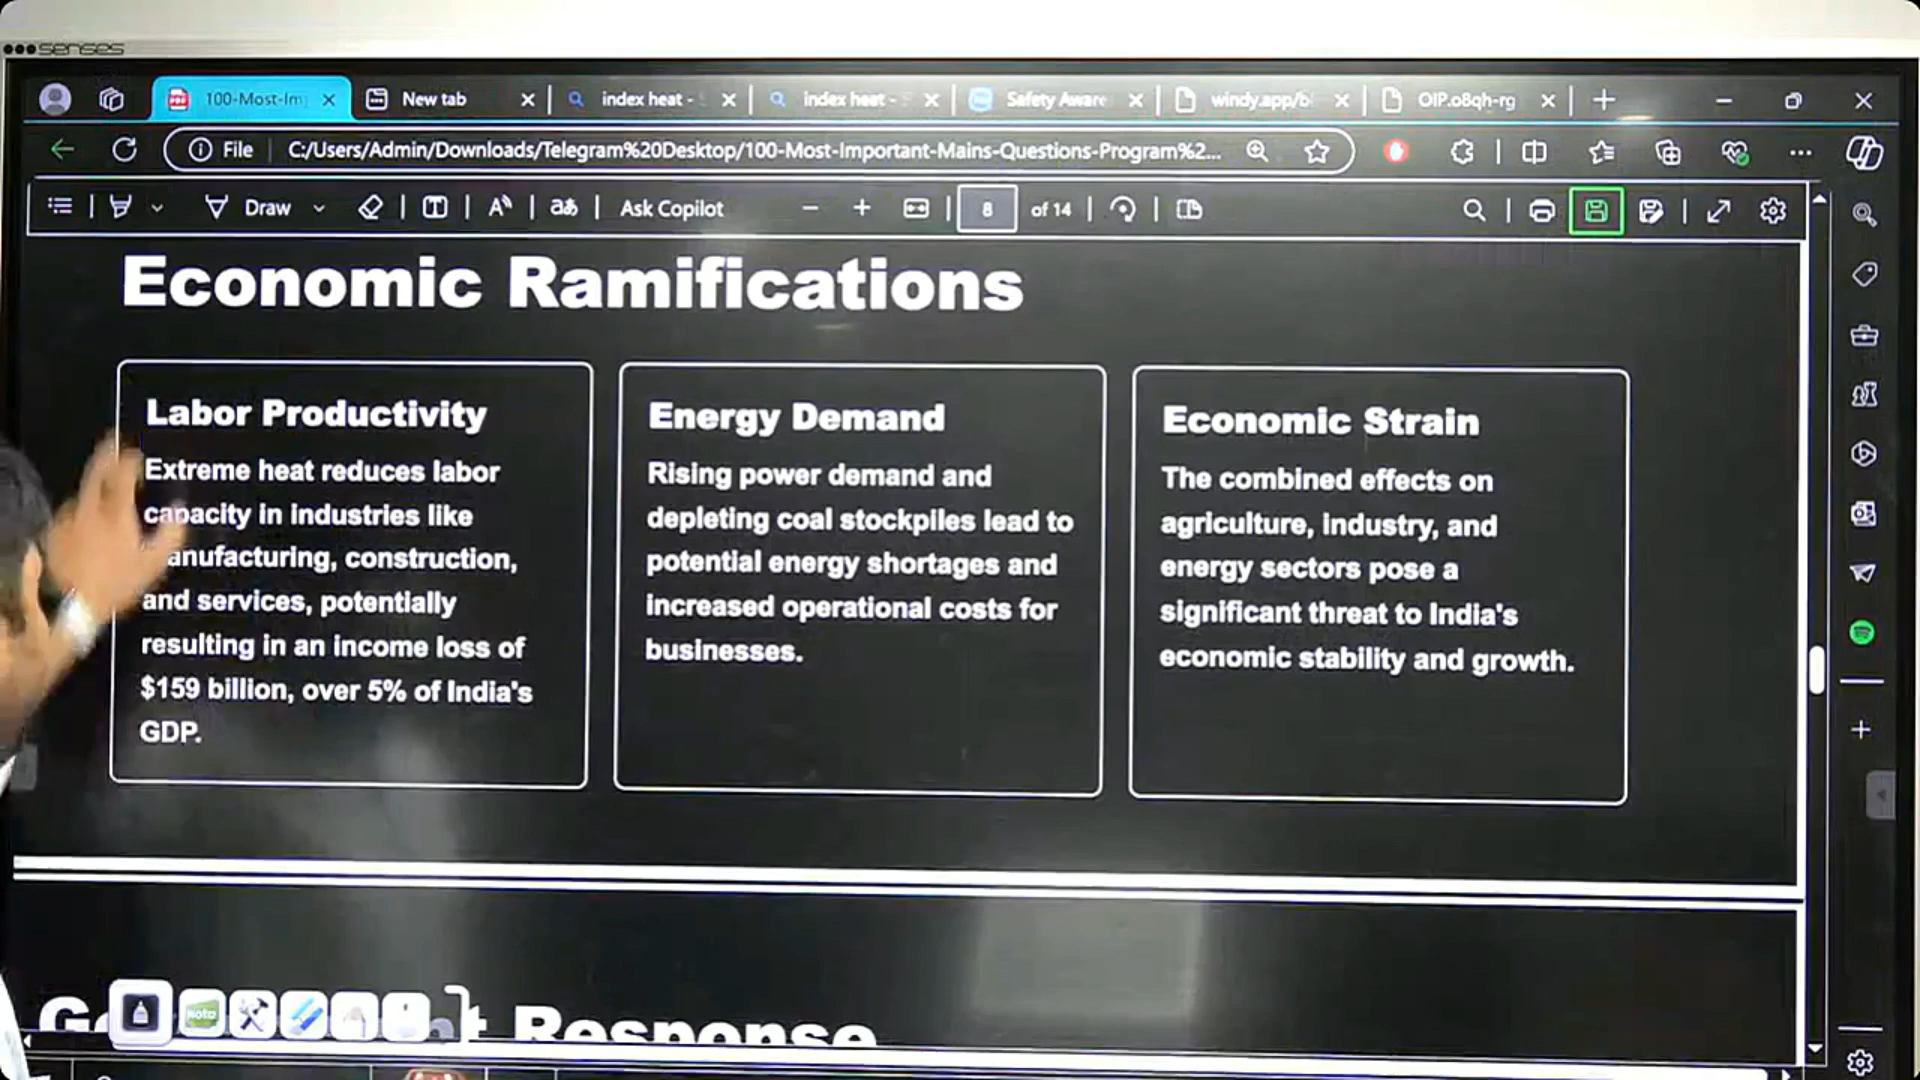 senses
100-Most-Im
New tab
index heat -
index heat -
Safety Aware
windy.app/b
OIP.o8qh-rg
File
C:/Users/Admin/Downloads/Telegram%20Desktop/100-Most-Important-Mains-Questions-Program%2...
Draw
Ask Copilot
8
of 14
Economic Ramifications
Labor Productivity
Extreme heat reduces labor
capacity in industries like
anufacturing, construction,
and services, potentially
resulting in an income loss of
$159 billion, over 5% of India's
GDP.
Energy Demand
Rising power demand and
depleting coal stockpiles lead to
potential energy shortages and
increased operational costs for
businesses.
Economic Strain
The combined effects on
agriculture, industry, and
energy sectors pose a
significant threat to India's
economic stability and growth.
Response
Note